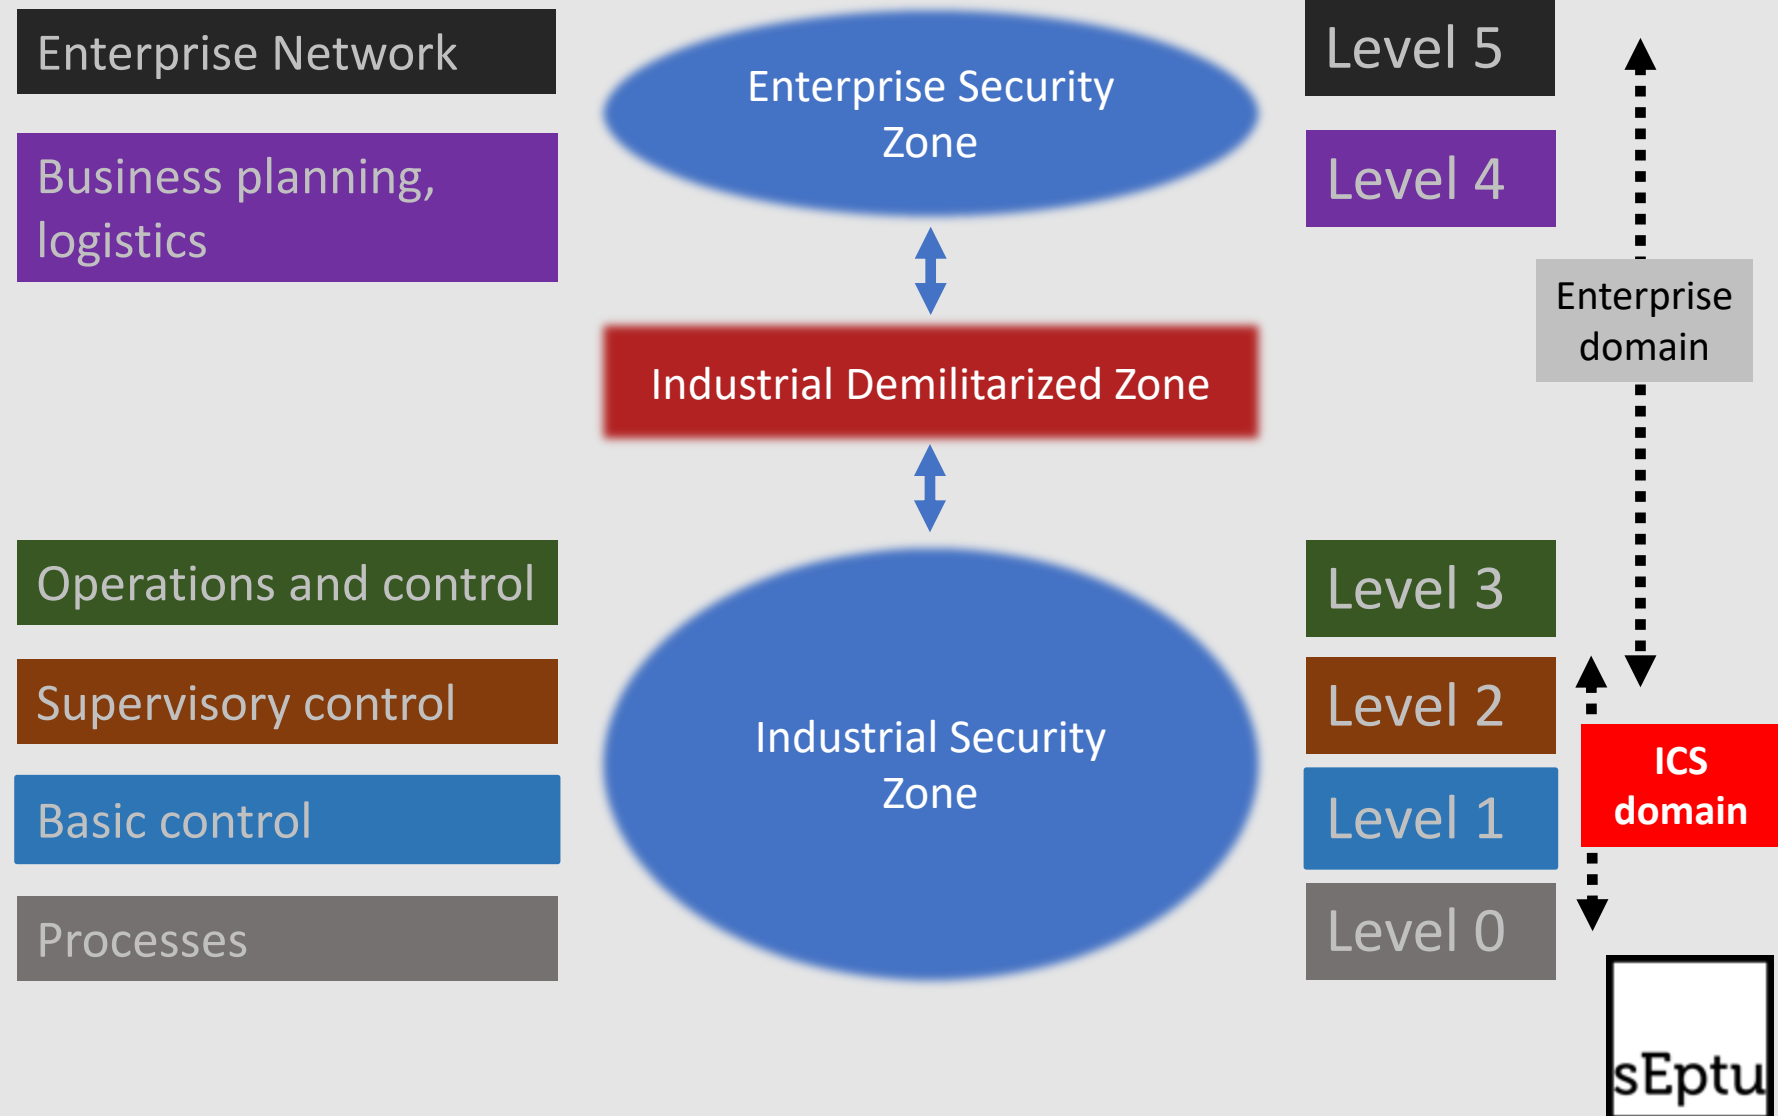 Enterprise Network
Business planning,
logistics
Operations and control
Supervisory control
Basic control
Processes
Enterprise Security
Zone
Industrial Demilitarized Zone
Industrial Security
Zone
Level 5
Level 4
Level 3
Level 2
Level 1
Level 0
Enterprise
domain
ICS
domain
sEptu